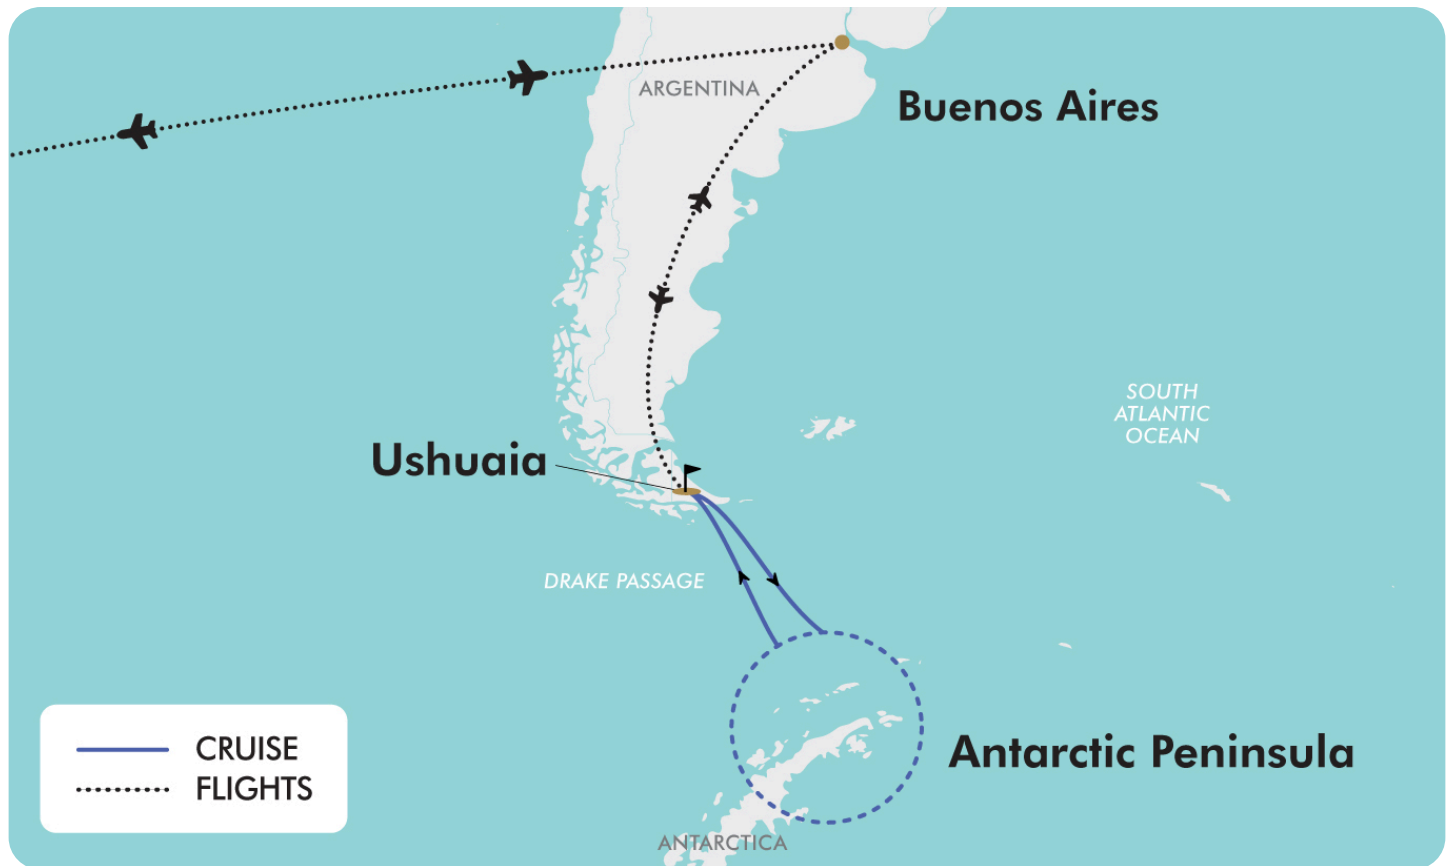 ARGENTINA
Buenos Aires
SOUTH
ATLANTIC
OCEAN
Ushuaia
DRAKE PASSAGE
Antarctic Peninsula
CRUISE
FLIGHTS
ANTARCTICA